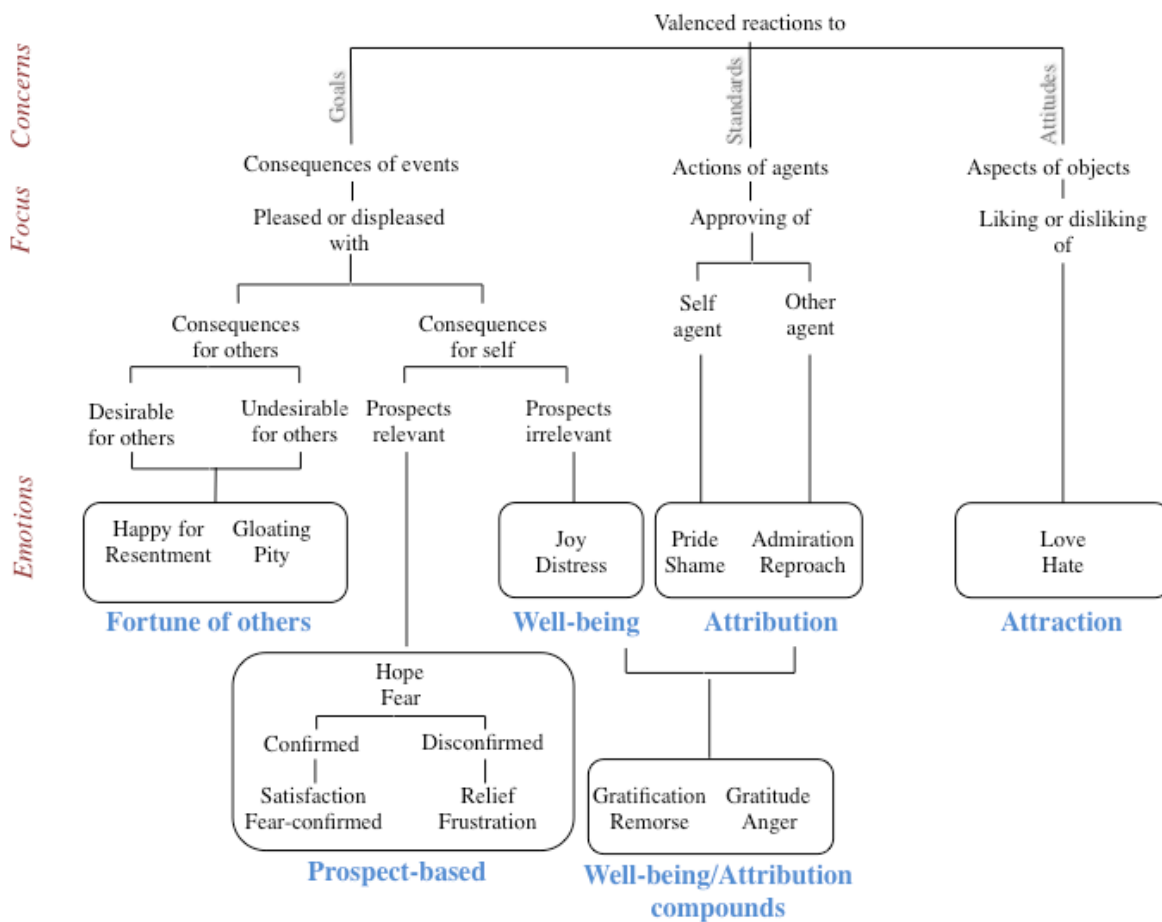 Valenced reactions to
Concerns
Goals
Standards
Attitudes
Consequences of events
Actions of agents
Aspects of objects
Focus
Pleased or displeased
with
Approving of
Liking or disliking
of
Self
agent
Other
agent
Consequences
for others
Consequences
for self
Desirable
for others
Undesirable
for others
Prospects
relevant
Prospects
irrelevant
Emotions
Happy for
Resentment
Gloating
Pity
Joy
Distress
Pride
Shame
Admiration
Reproach
Love
Hate
Fortune of others
Well-being
Attribution
Attraction
Hope
Fear
Confirmed
Disconfirmed
Satisfaction
Fear-confirmed
Relief
Frustration
Prospect-based
Gratification
Remorse
Gratitude
Anger
Well-being/Attribution
compounds